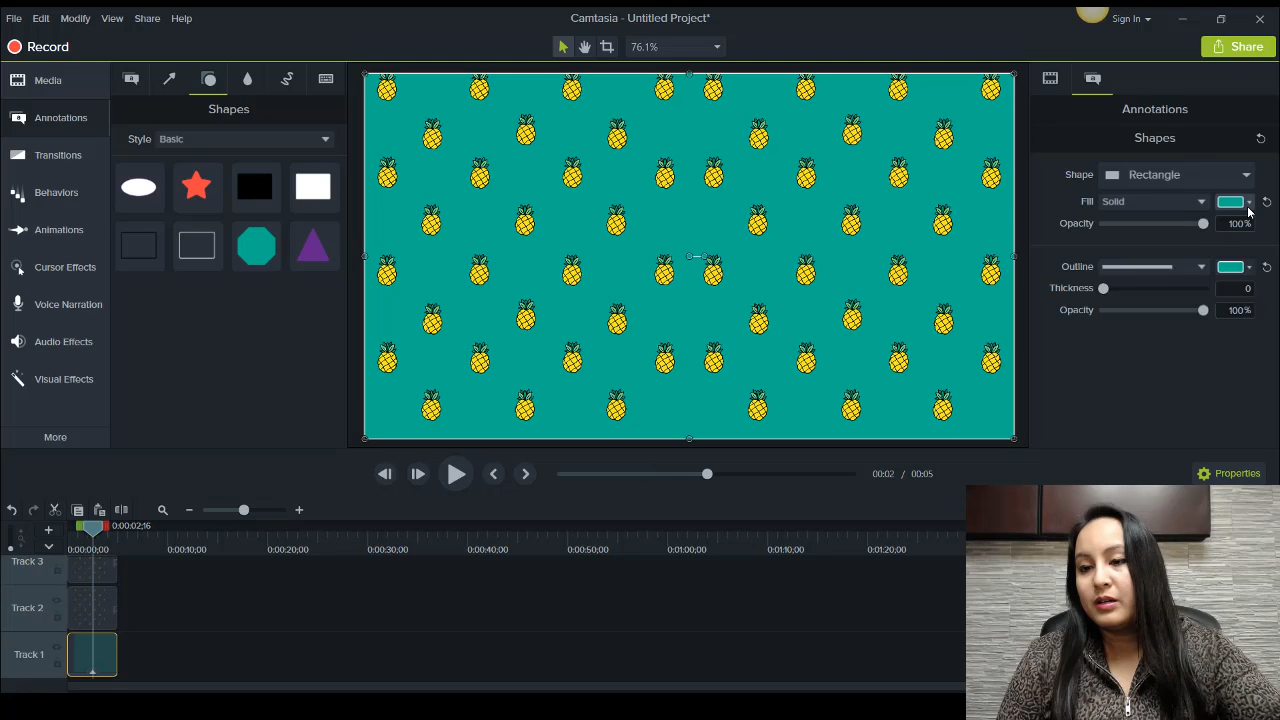 File Edit Modify View Share Help
Camtasia - Untitled Project*
Sign In
Record
76.1%
Share
Media
Annotations
Transitions
Behaviors
Animations
Cursor Effects
Voice Narration
Audio Effects
Visual Effects
More
Shapes
Style Basic
Annotations
Shapes
Shape Rectangle
Fill Solid
Opacity 100%
Outline
Thickness 0
Opacity 100%
00:02 / 00:05
Properties
0:00:02;16
0:00:00;00 0:00:10;00 0:00:20;00 0:00:30;00 0:00:40;00 0:00:50;00 0:01:00;00 0:01:10;00 0:01:20;00
Track 3
Track 2
Track 1